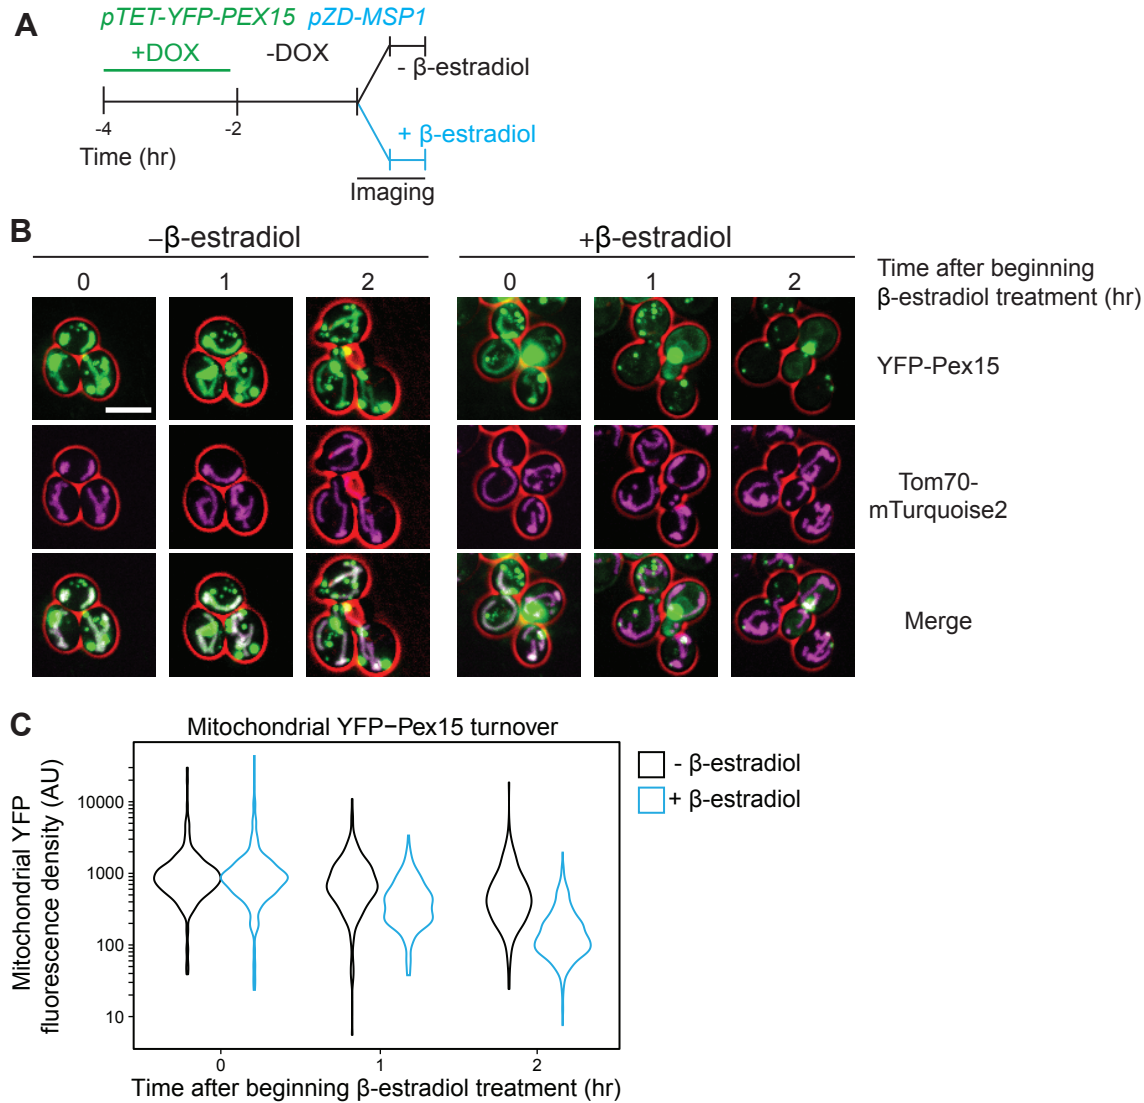 A
pTET-YFP-PEX15 pZD-MSP1
+DOX -DOX
- β-estradiol
-4 -2
+ β-estradiol
Time (hr)
Imaging
B
−β-estradiol +β-estradiol
0 1 2 0 1 2
Time after beginning
β-estradiol treatment (hr)
YFP-Pex15
Tom70-
mTurquoise2
Merge
C
Mitochondrial YFP−Pex15 turnover
Mitochondrial YFP
fluorescence density (AU)
10000
1000
100
10
- β-estradiol
+ β-estradiol
0 1 2
Time after beginning β-estradiol treatment (hr)